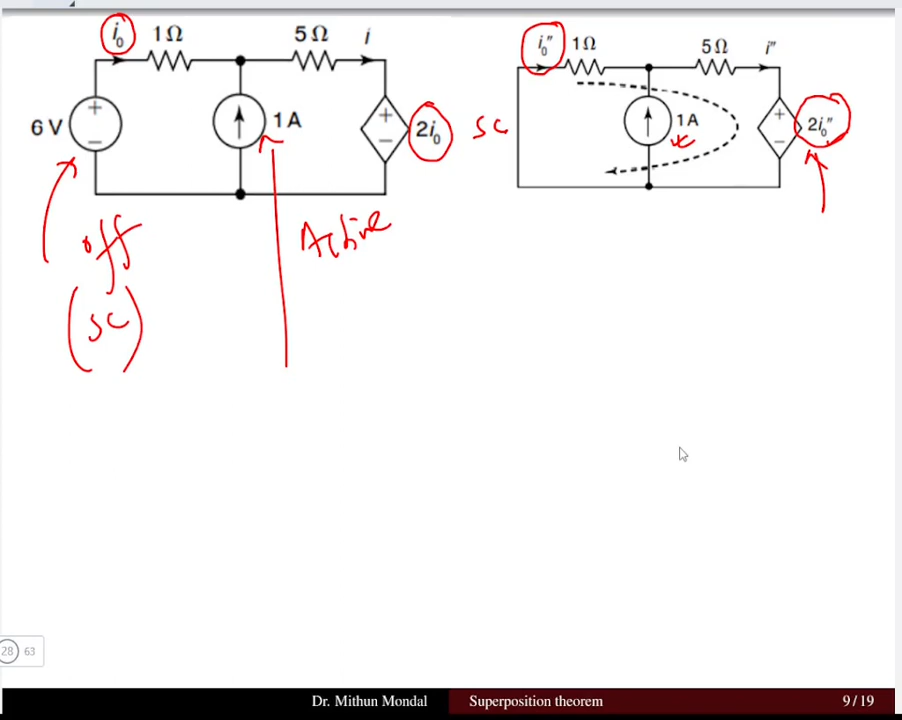 i₀ 1Ω 5Ω i
6 V + − 1 A + − 2i₀
SC
i₀″ 1Ω 5Ω i″
1 A + − 2i₀″
off
(SC)
Active
28 63
Dr. Mithun Mondal Superposition theorem 9 / 19